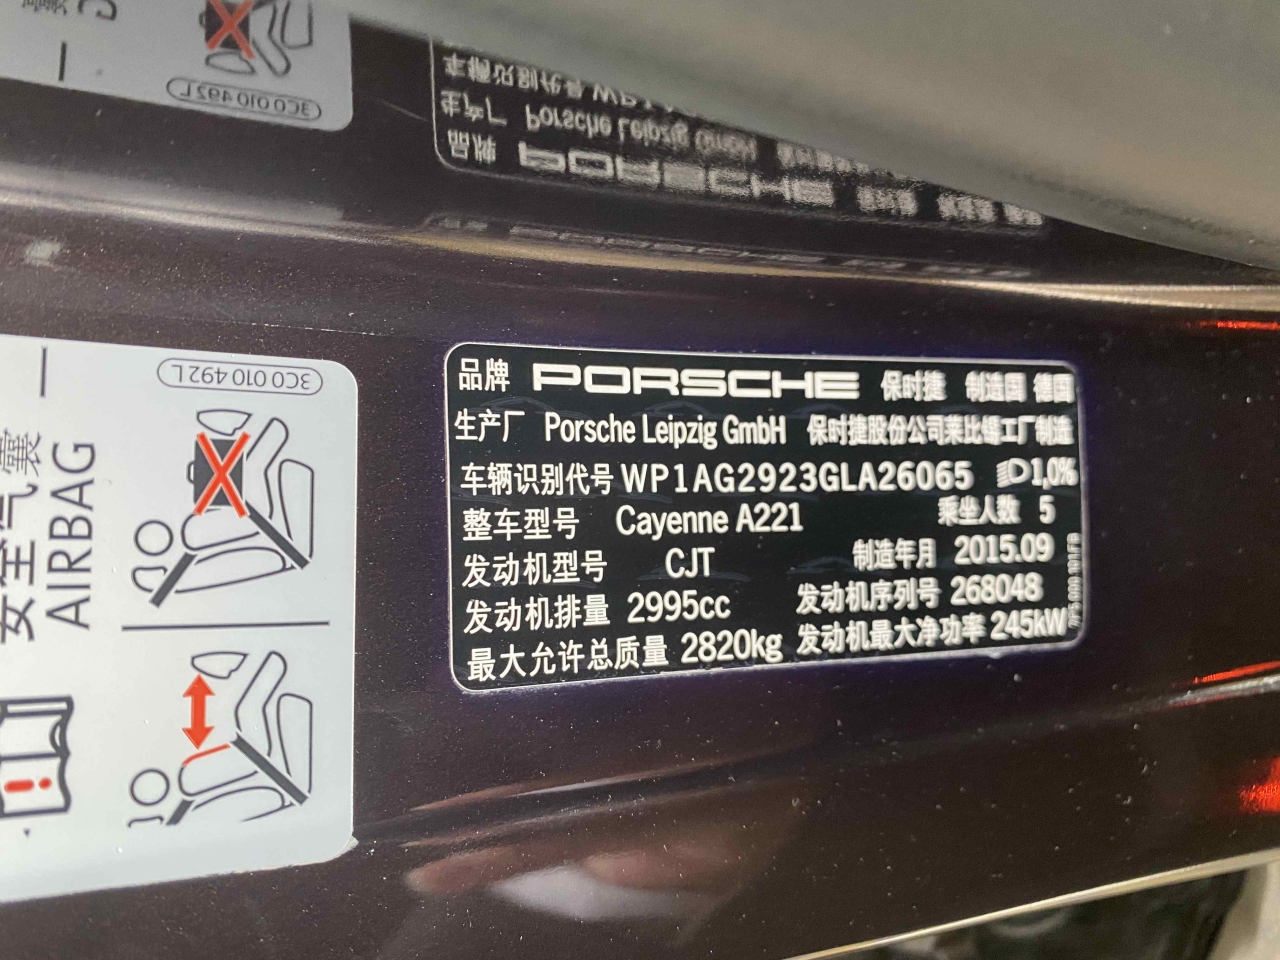 3C0 010 492 L
安全气囊
AIRBAG
品牌 PORSCHE 保时捷 制造国 德国
生产厂 Porsche Leipzig GmbH 保时捷股份公司莱比锡工厂制造
车辆识别代号 WP1AG2923GLA26065 1,0%
整车型号 Cayenne A221 乘坐人数 5
发动机型号 CJT 制造年月 2015.09
发动机排量 2995cc 发动机序列号 268048
最大允许总质量 2820kg 发动机最大净功率 245kW